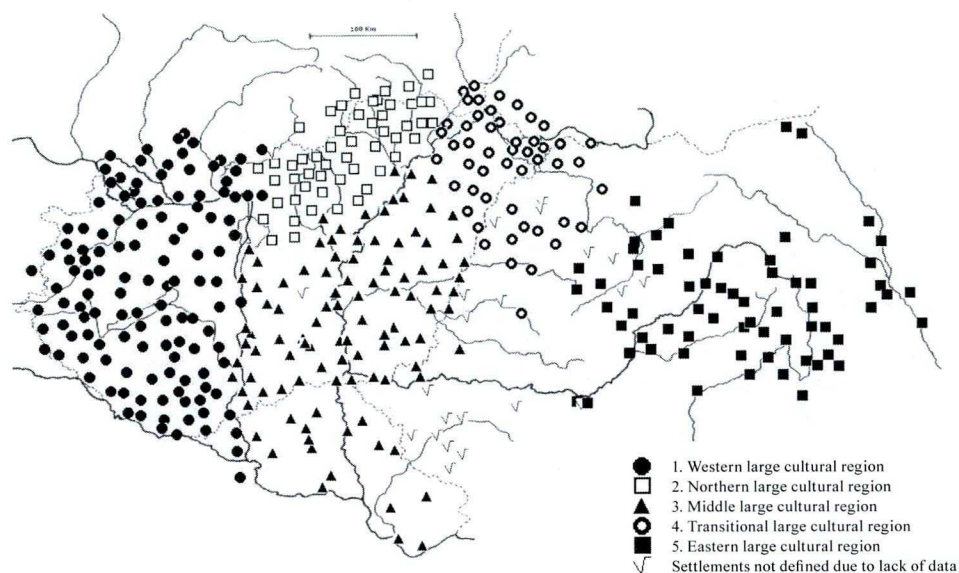 100 Km
1. Western large cultural region
2. Northern large cultural region
3. Middle large cultural region
4. Transitional large cultural region
5. Eastern large cultural region
Settlements not defined due to lack of data